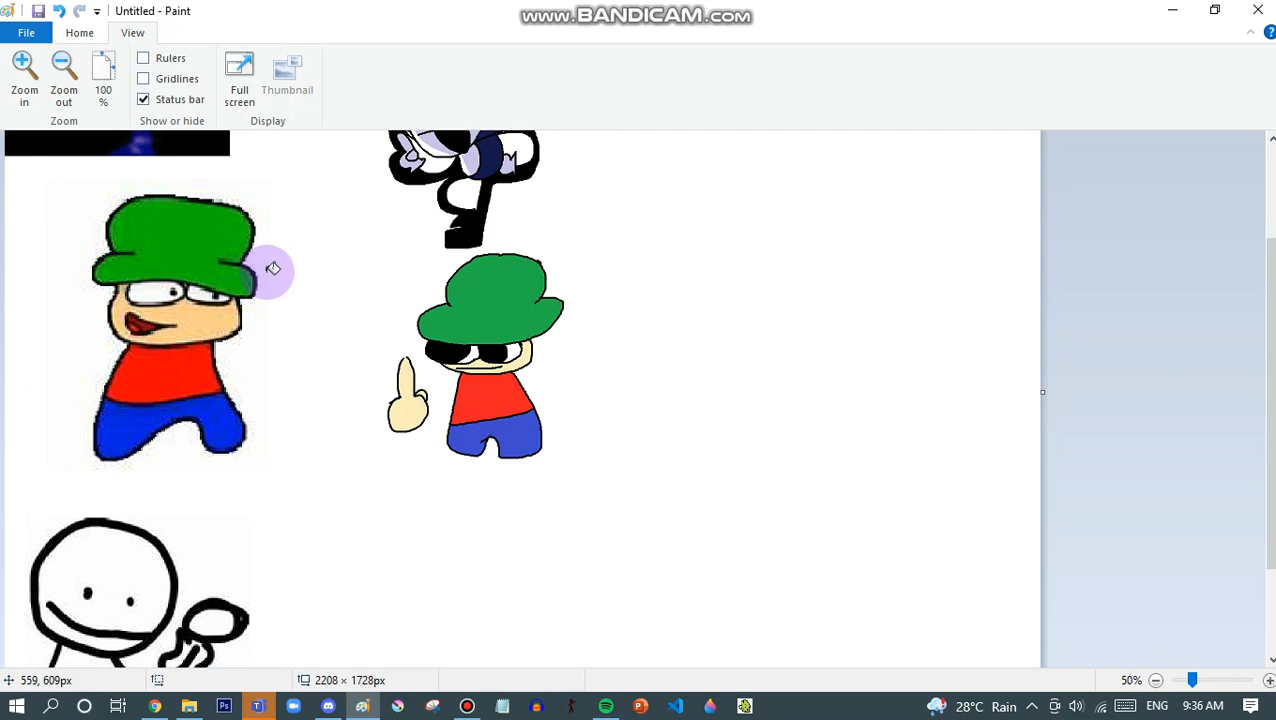 www.BANDICAM.com
Untitled - Paint
File
Home
View
Zoom in
Zoom out
100 %
Rulers
Gridlines
Status bar
Full screen
Thumbnail
Zoom
Show or hide
Display
559, 609px
2208 × 1728px
50%
Ps
28°C Rain
ENG
9:36 AM